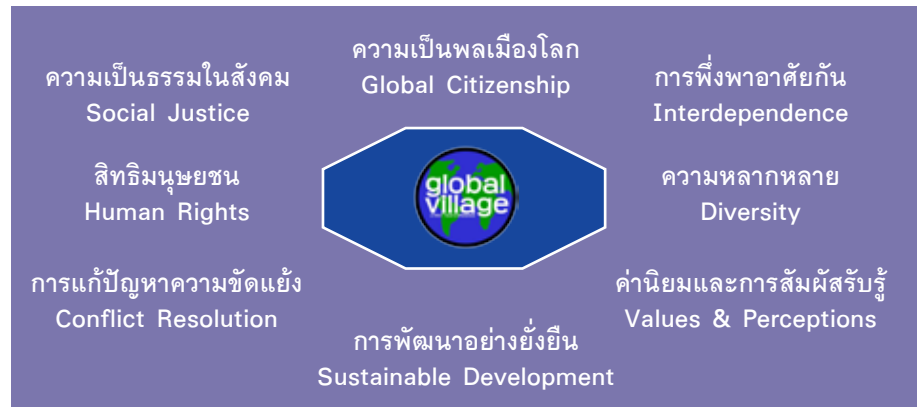 ความเป็นธรรมในสังคม
Social Justice
ความเป็นพลเมืองโลก
Global Citizenship
การพึ่งพาอาศัยกัน
Interdependence
สิทธิมนุษยชน
Human Rights
global
village
ความหลากหลาย
Diversity
การแก้ปัญหาความขัดแย้ง
Conflict Resolution
การพัฒนาอย่างยั่งยืน
Sustainable Development
ค่านิยมและการสัมผัสรับรู้
Values & Perceptions